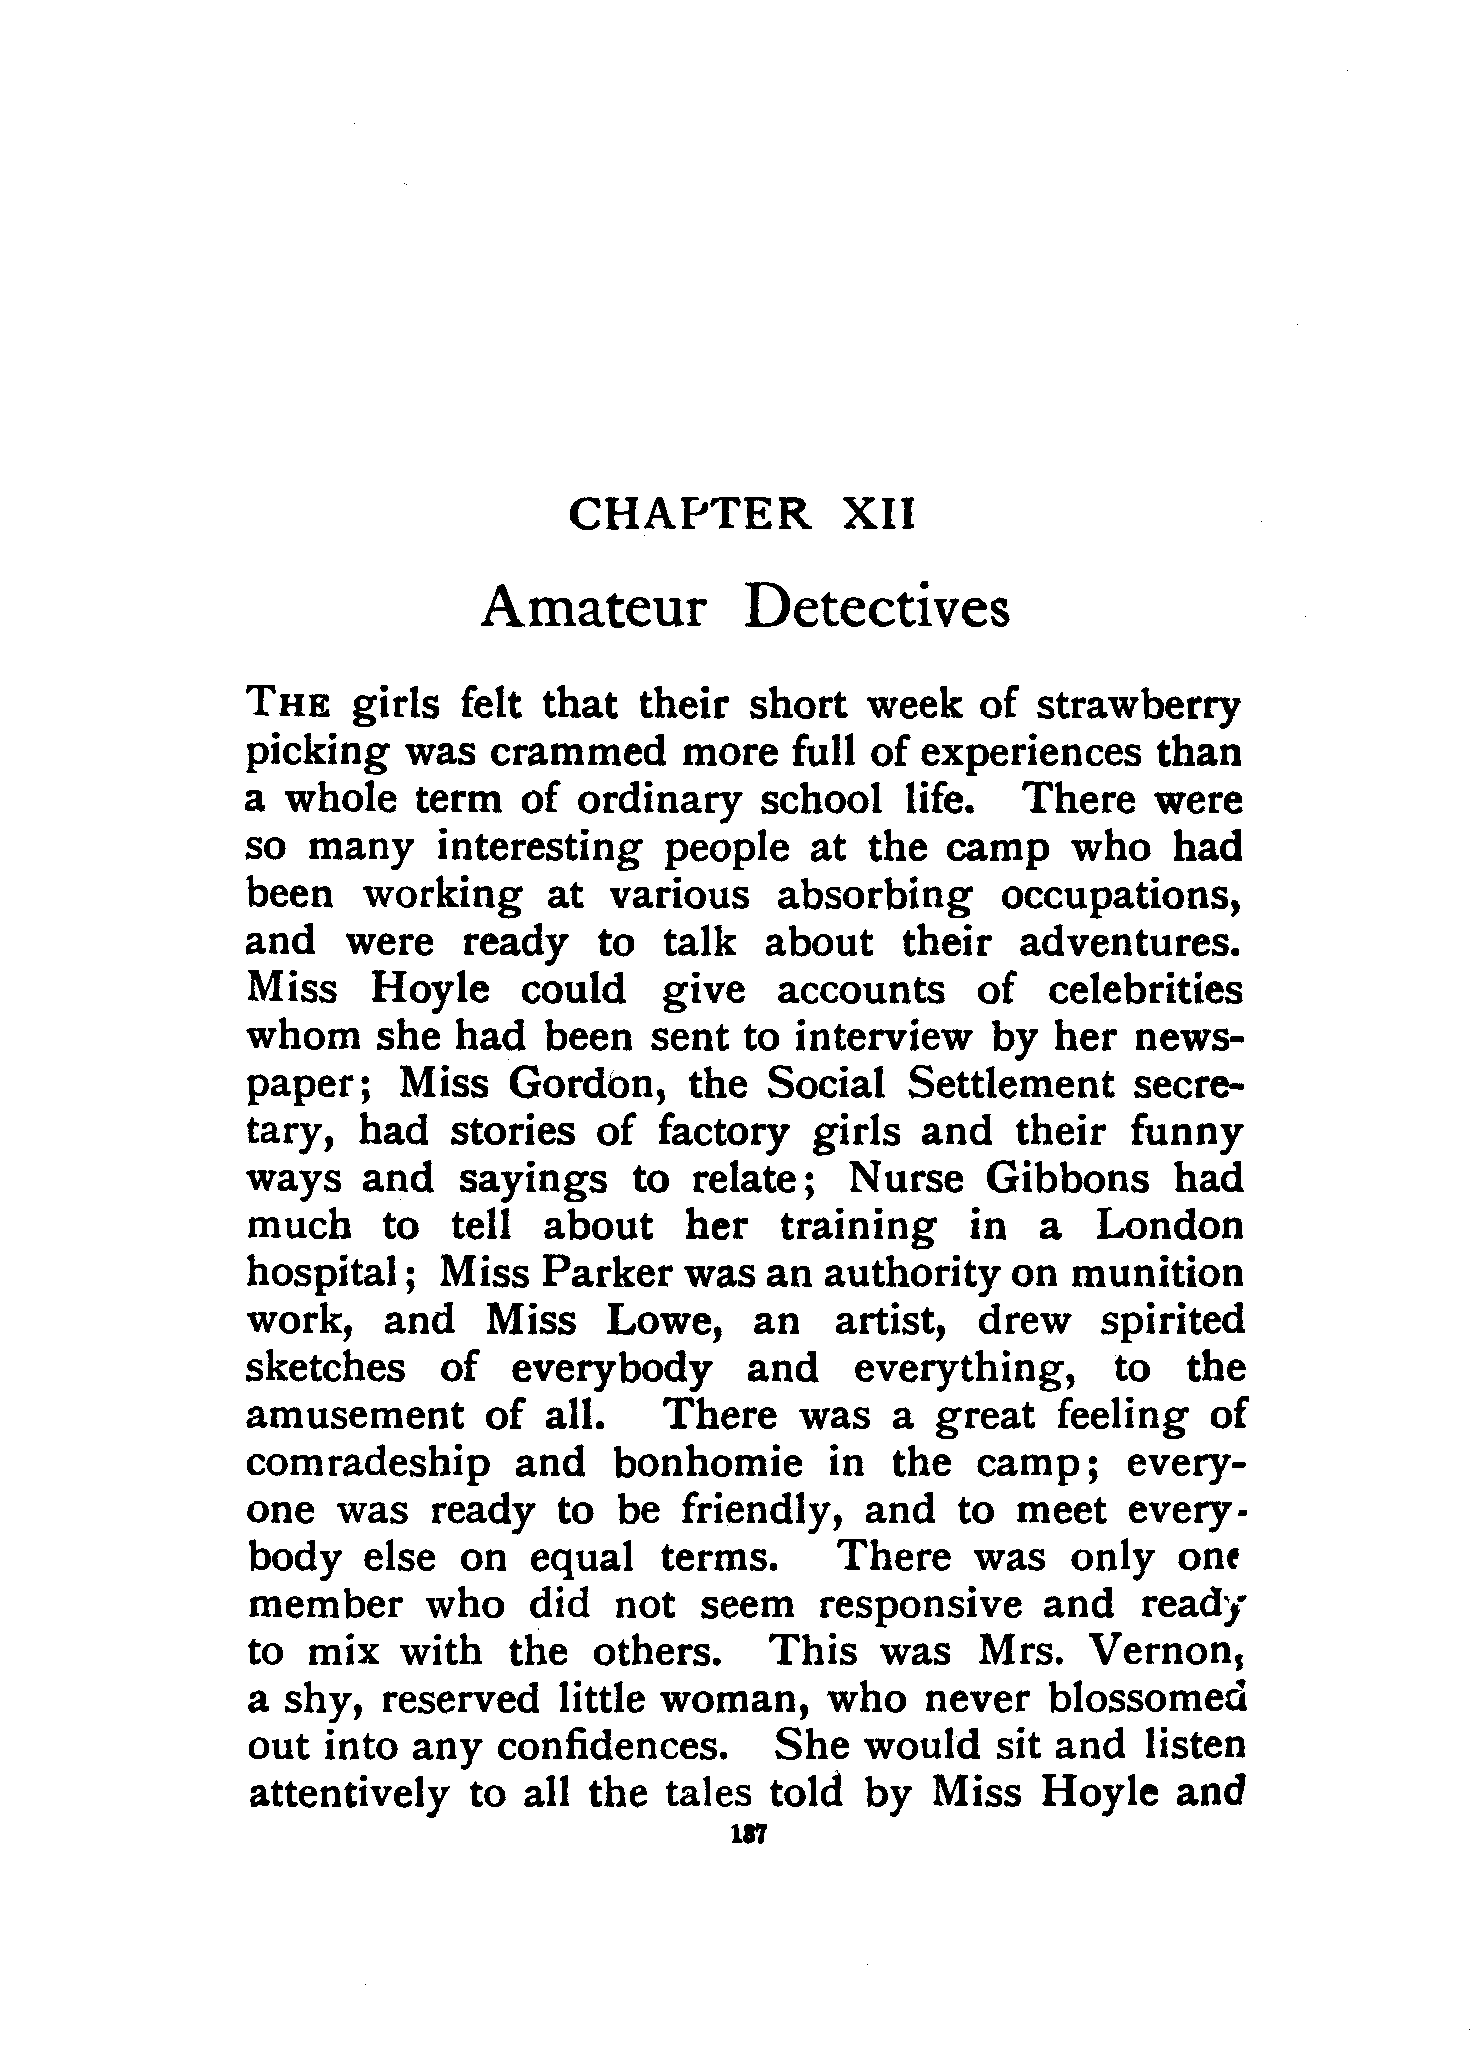 CHAPTER XII
Amateur Detectives
THE girls felt that their short week of strawberry
picking was crammed more full of experiences than
a whole term of ordinary school life. There were
so many interesting people at the camp who had
been working at various absorbing occupations,
and were ready to talk about their adventures.
Miss Hoyle could give accounts of celebrities
whom she had been sent to interview by her news-
paper; Miss Gordon, the Social Settlement secre-
tary, had stories of factory girls and their funny
ways and sayings to relate; Nurse Gibbons had
much to tell about her training in a London
hospital; Miss Parker was an authority on munition
work, and Miss Lowe, an artist, drew spirited
sketches of everybody and everything, to the
amusement of all. There was a great feeling of
comradeship and bonhomie in the camp; every-
one was ready to be friendly, and to meet every-
body else on equal terms. There was only one
member who did not seem responsive and ready
to mix with the others. This was Mrs. Vernon,
a shy, reserved little woman, who never blossomed
out into any confidences. She would sit and listen
attentively to all the tales told by Miss Hoyle and
187